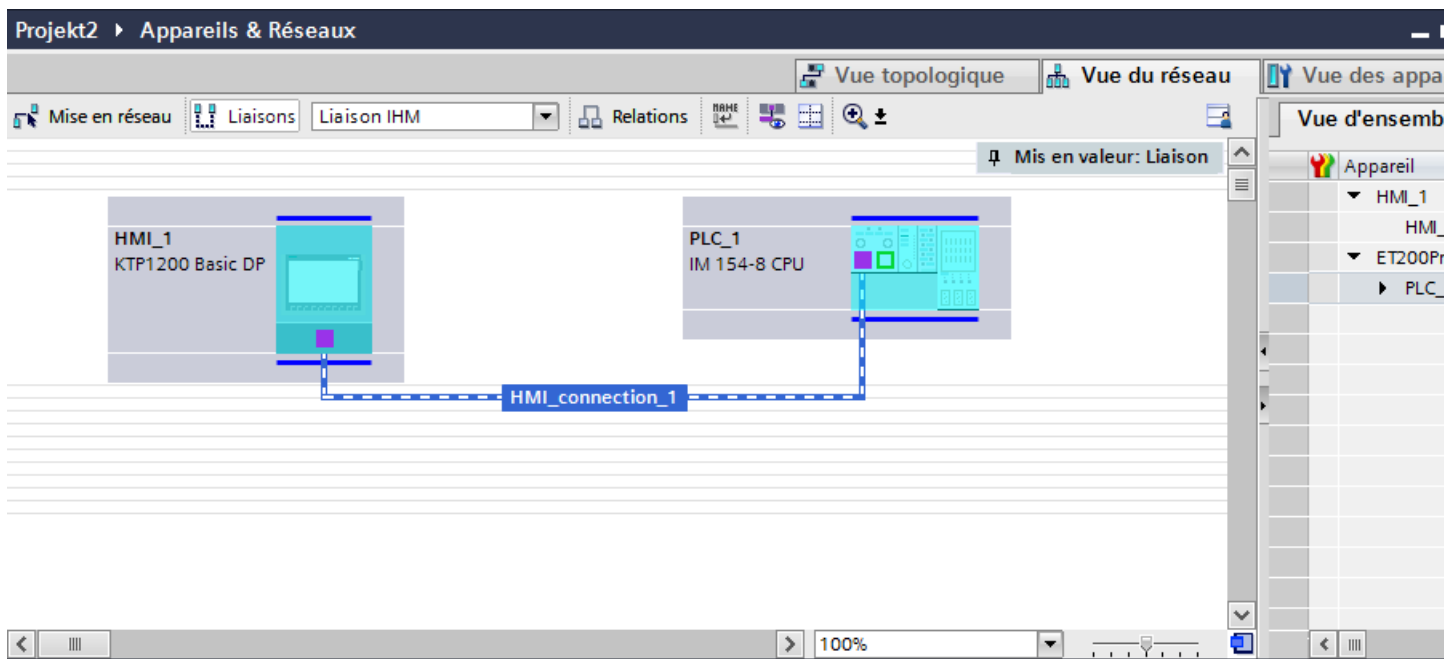 Projekt2 ▸ Appareils & Réseaux
Vue topologique Vue du réseau Vue des appa
Mise en réseau Liaisons Liaison IHM Relations
Vue d'ensemb
Mis en valeur: Liaison
Appareil
HMI_1
HMI_
ET200Pr
PLC_
HMI_1
KTP1200 Basic DP
PLC_1
IM 154-8 CPU
HMI_connection_1
100%